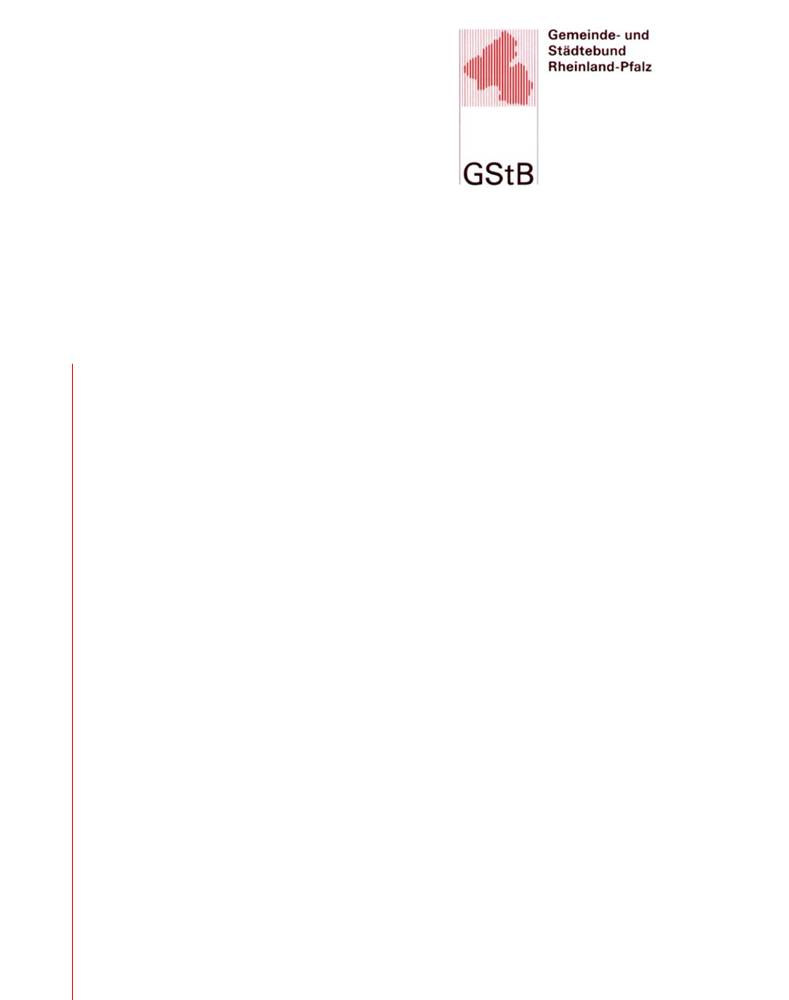 Gemeinde- und
Städtebund
Rheinland-Pfalz
GStB